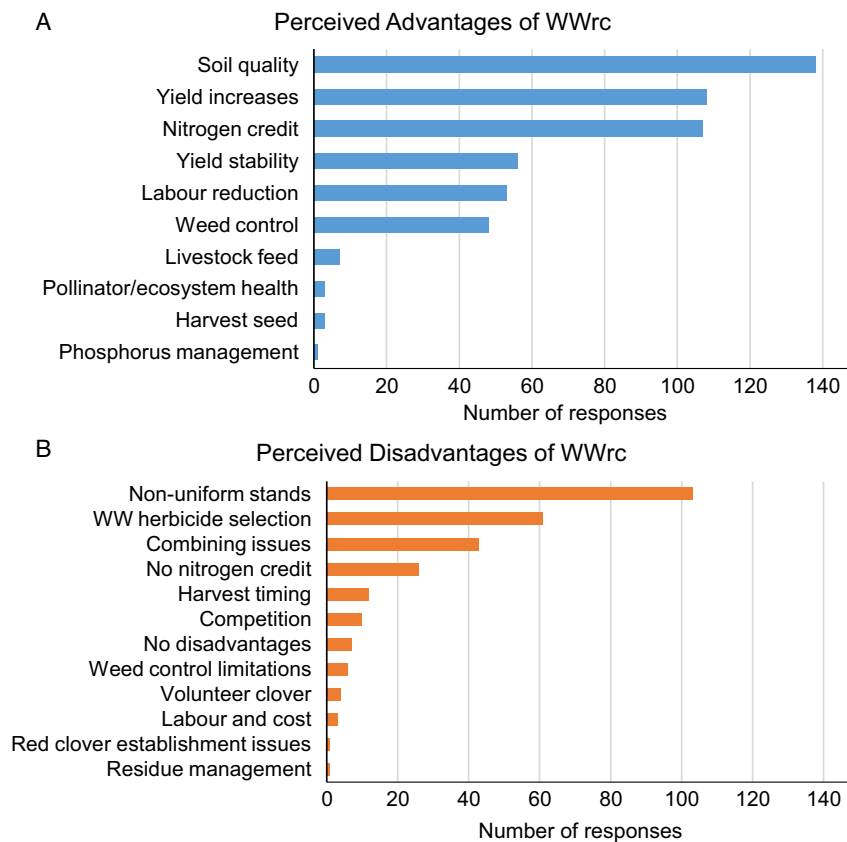 A
Perceived Advantages of WWrc
Soil quality
Yield increases
Nitrogen credit
Yield stability
Labour reduction
Weed control
Livestock feed
Pollinator/ecosystem health
Harvest seed
Phosphorus management
0 20 40 60 80 100 120 140
Number of responses
B
Perceived Disadvantages of WWrc
Non-uniform stands
WW herbicide selection
Combining issues
No nitrogen credit
Harvest timing
Competition
No disadvantages
Weed control limitations
Volunteer clover
Labour and cost
Red clover establishment issues
Residue management
0 20 40 60 80 100 120 140
Number of responses